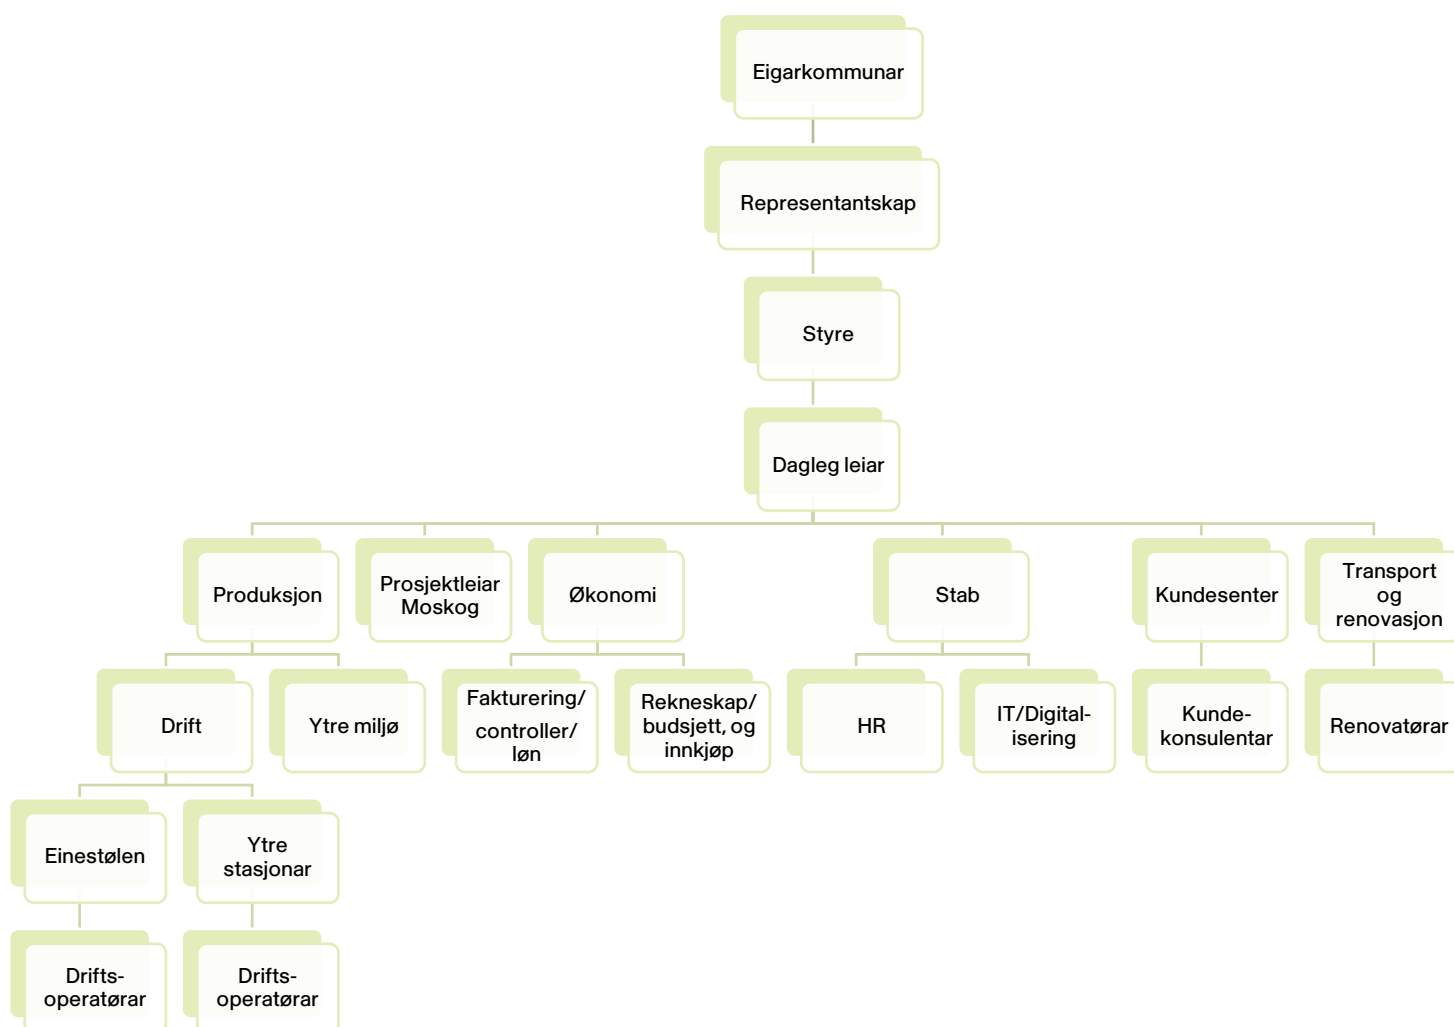 Eigarkommunar
Representantskap
Styre
Dagleg leiar
Produksjon
Prosjektleiar
Moskog
Økonomi
Stab
Kundesenter
Transport
og
renovasjon
Drift
Ytre miljø
Fakturering/
controller/
løn
Rekneskap/
budsjett, og
innkjøp
HR
IT/Digital-
isering
Kunde-
konsulentar
Renovatørar
Einestølen
Ytre
stasjonar
Drifts-
operatørar
Drifts-
operatørar